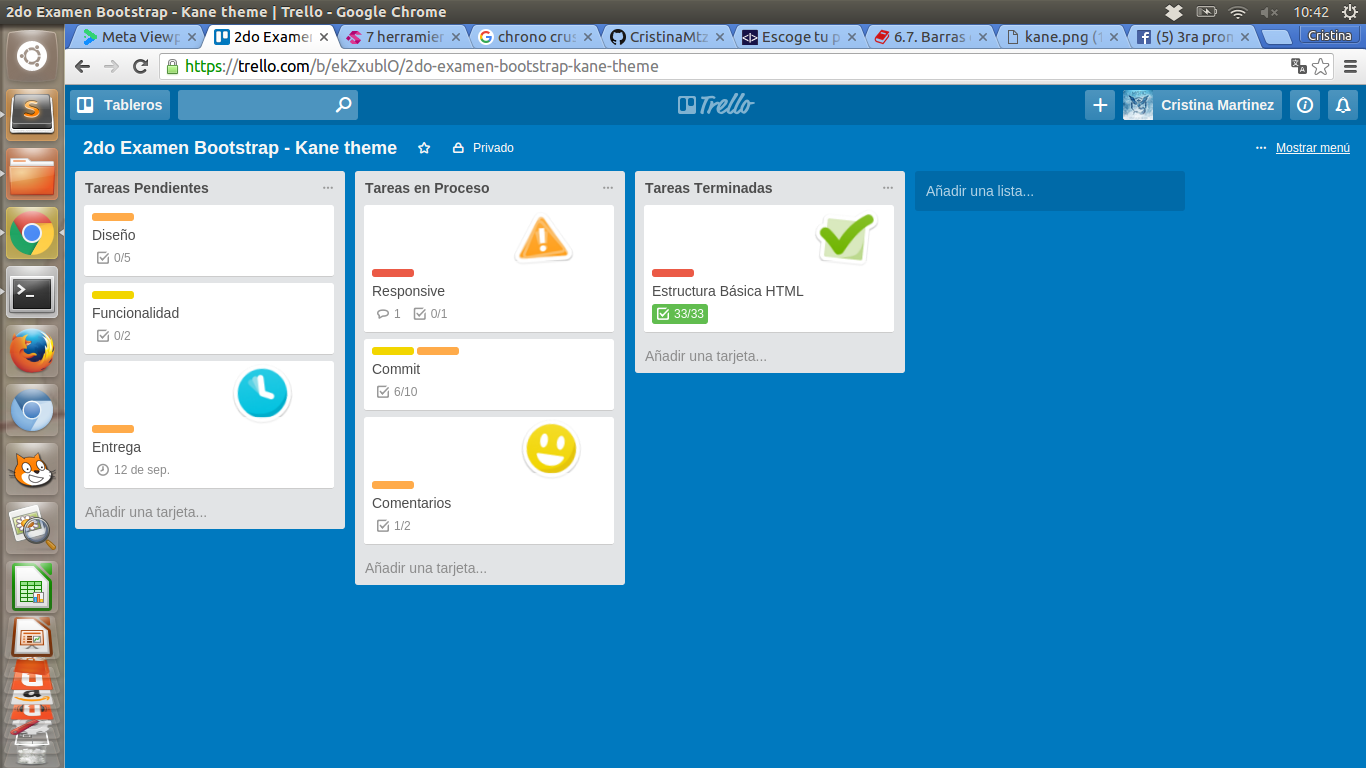 2do Examen Bootstrap - Kane theme | Trello - Google Chrome
10:42
Meta Viewp
2do Examen
7 herramien
chrono crus
CristinaMtz
Escoge tu p
6.7. Barras
kane.png (1
(5) 3ra pron
Cristina
https://trello.com/b/ekZxublO/2do-examen-bootstrap-kane-theme
Tableros
Trello
Cristina Martinez
2do Examen Bootstrap - Kane theme
Privado
Mostrar menú
Tareas Pendientes
Diseño
0/5
Funcionalidad
0/2
Entrega
12 de sep.
Añadir una tarjeta...
Tareas en Proceso
Responsive
1 0/1
Commit
6/10
Comentarios
1/2
Añadir una tarjeta...
Tareas Terminadas
Estructura Básica HTML
33/33
Añadir una tarjeta...
Añadir una lista...